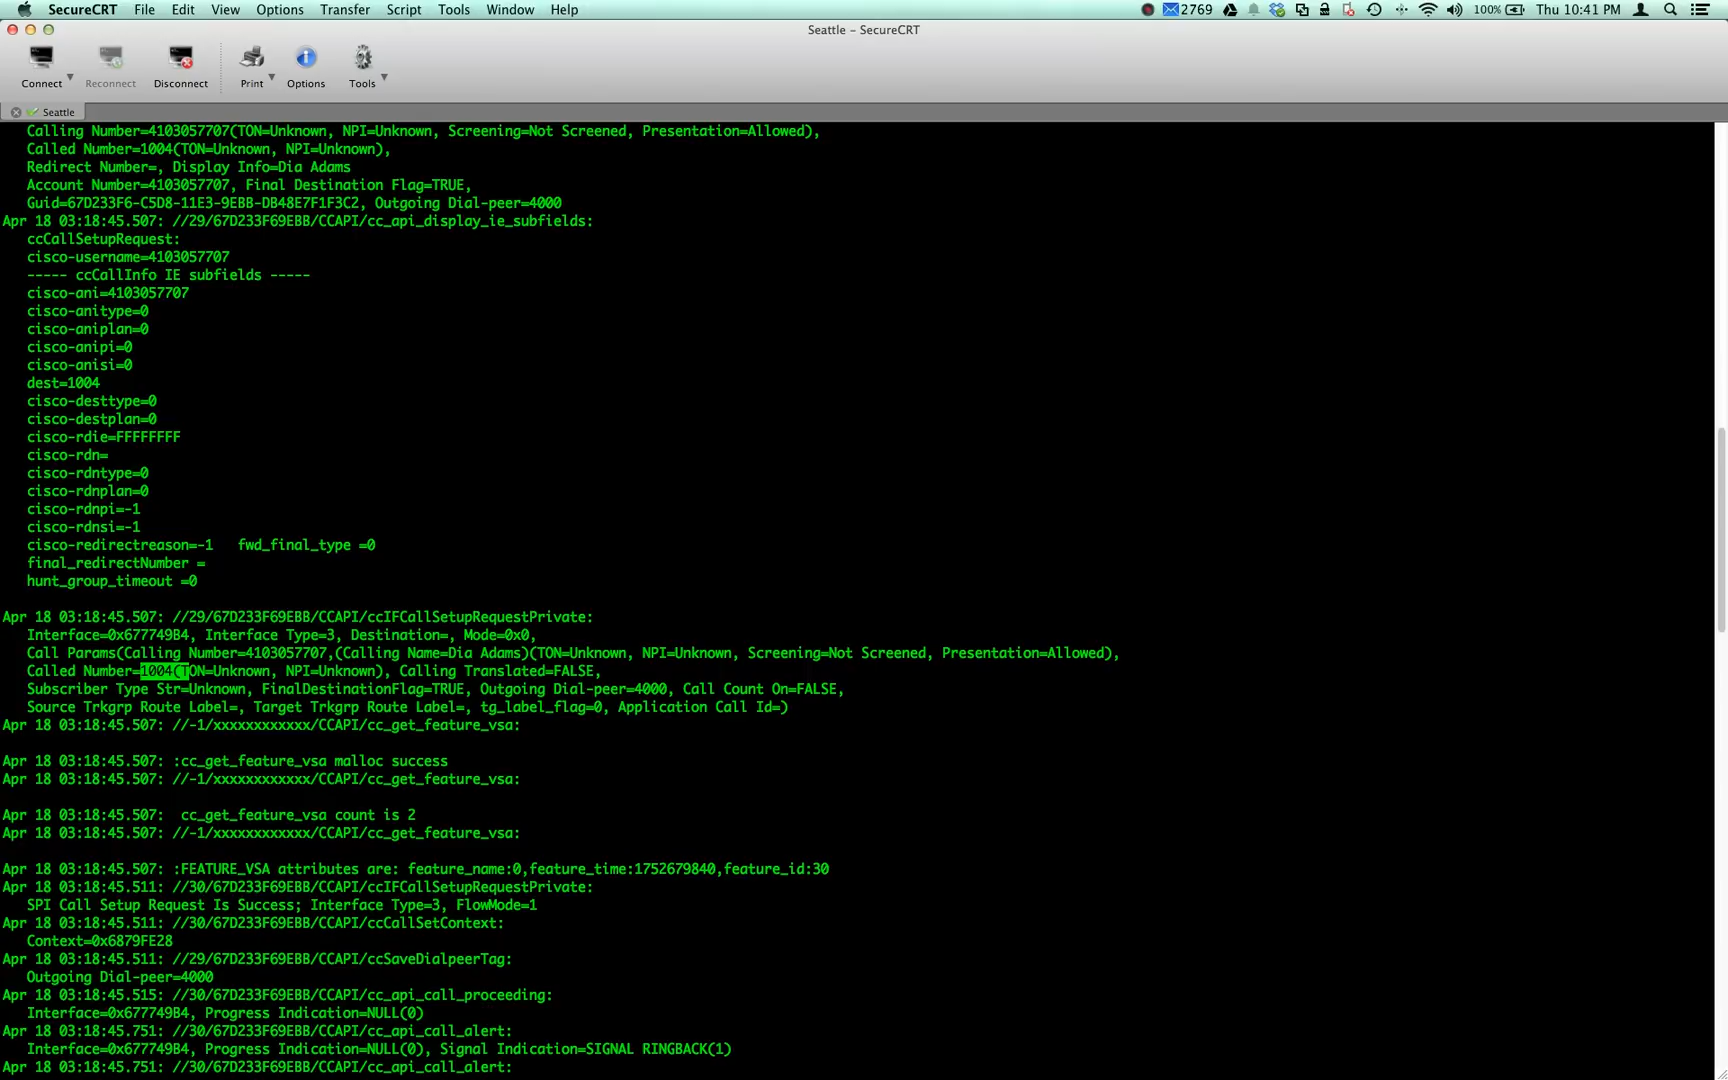 SecureCRT File Edit View Options Transfer Script Tools Window Help 2769 100% Thu 10:41 PM
Seattle – SecureCRT
Connect Reconnect Disconnect Print Options Tools
Seattle
Calling Number=4103057707(TON=Unknown, NPI=Unknown, Screening=Not Screened, Presentation=Allowed),
Called Number=1004(TON=Unknown, NPI=Unknown),
Redirect Number=, Display Info=Dia Adams
Account Number=4103057707, Final Destination Flag=TRUE,
Guid=67D233F6-C5D8-11E3-9EBB-DB48E7F1F3C2, Outgoing Dial-peer=4000
Apr 18 03:18:45.507: //29/67D233F69EBB/CCAPI/cc_api_display_ie_subfields:
ccCallSetupRequest:
cisco-username=4103057707
----- ccCallInfo IE subfields -----
cisco-ani=4103057707
cisco-anitype=0
cisco-aniplan=0
cisco-anipi=0
cisco-anisi=0
dest=1004
cisco-desttype=0
cisco-destplan=0
cisco-rdie=FFFFFFFF
cisco-rdn=
cisco-rdntype=0
cisco-rdnplan=0
cisco-rdnpi=-1
cisco-rdnsi=-1
cisco-redirectreason=-1 fwd_final_type =0
final_redirectNumber =
hunt_group_timeout =0
Apr 18 03:18:45.507: //29/67D233F69EBB/CCAPI/ccIFCallSetupRequestPrivate:
Interface=0x677749B4, Interface Type=3, Destination=, Mode=0x0,
Call Params(Calling Number=4103057707,(Calling Name=Dia Adams)(TON=Unknown, NPI=Unknown, Screening=Not Screened, Presentation=Allowed),
Called Number=1004(TON=Unknown, NPI=Unknown), Calling Translated=FALSE,
Subscriber Type Str=Unknown, FinalDestinationFlag=TRUE, Outgoing Dial-peer=4000, Call Count On=FALSE,
Source Trkgrp Route Label=, Target Trkgrp Route Label=, tg_label_flag=0, Application Call Id=)
Apr 18 03:18:45.507: //-1/xxxxxxxxxxxx/CCAPI/cc_get_feature_vsa:
Apr 18 03:18:45.507: :cc_get_feature_vsa malloc success
Apr 18 03:18:45.507: //-1/xxxxxxxxxxxx/CCAPI/cc_get_feature_vsa:
Apr 18 03:18:45.507: cc_get_feature_vsa count is 2
Apr 18 03:18:45.507: //-1/xxxxxxxxxxxx/CCAPI/cc_get_feature_vsa:
Apr 18 03:18:45.507: :FEATURE_VSA attributes are: feature_name:0,feature_time:1752679840,feature_id:30
Apr 18 03:18:45.511: //30/67D233F69EBB/CCAPI/ccIFCallSetupRequestPrivate:
SPI Call Setup Request Is Success; Interface Type=3, FlowMode=1
Apr 18 03:18:45.511: //30/67D233F69EBB/CCAPI/ccCallSetContext:
Context=0x6879FE28
Apr 18 03:18:45.511: //29/67D233F69EBB/CCAPI/ccSaveDialpeerTag:
Outgoing Dial-peer=4000
Apr 18 03:18:45.515: //30/67D233F69EBB/CCAPI/cc_api_call_proceeding:
Interface=0x677749B4, Progress Indication=NULL(0)
Apr 18 03:18:45.751: //30/67D233F69EBB/CCAPI/cc_api_call_alert:
Interface=0x677749B4, Progress Indication=NULL(0), Signal Indication=SIGNAL RINGBACK(1)
Apr 18 03:18:45.751: //30/67D233F69EBB/CCAPI/cc_api_call_alert: